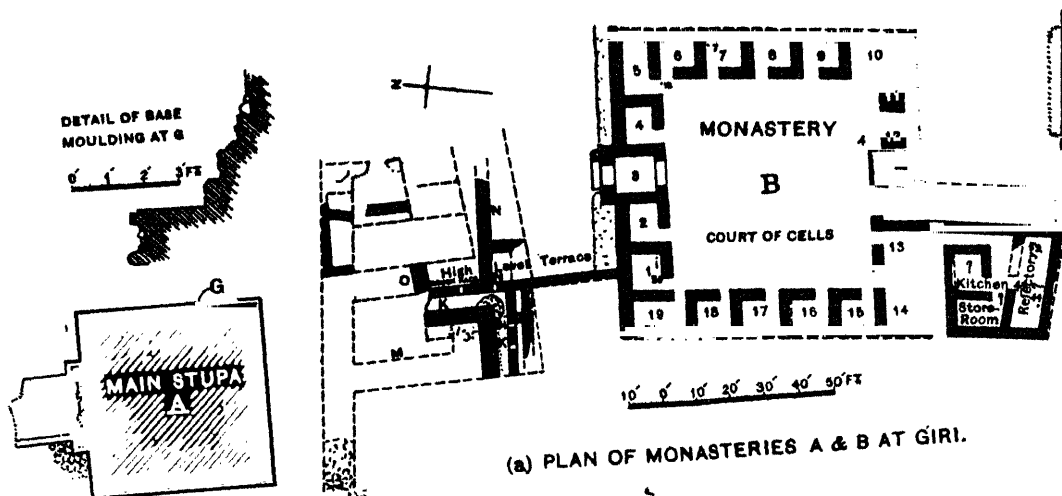 DETAIL OF BASE
MOULDING AT G
0' 1' 2' 3' FT
G
MAIN STUPA
A
N
N
High Level Terrace
O
K
M
5 6 7 8 9 10
4
3
2
1
MONASTERY
B
COURT OF CELLS
4
13
14
19 18 17 16 15
Kitchen
Store-
Room
Refectory
10' 0' 10' 20' 30' 40' 50' FT
(a) PLAN OF MONASTERIES A & B AT GIRI.